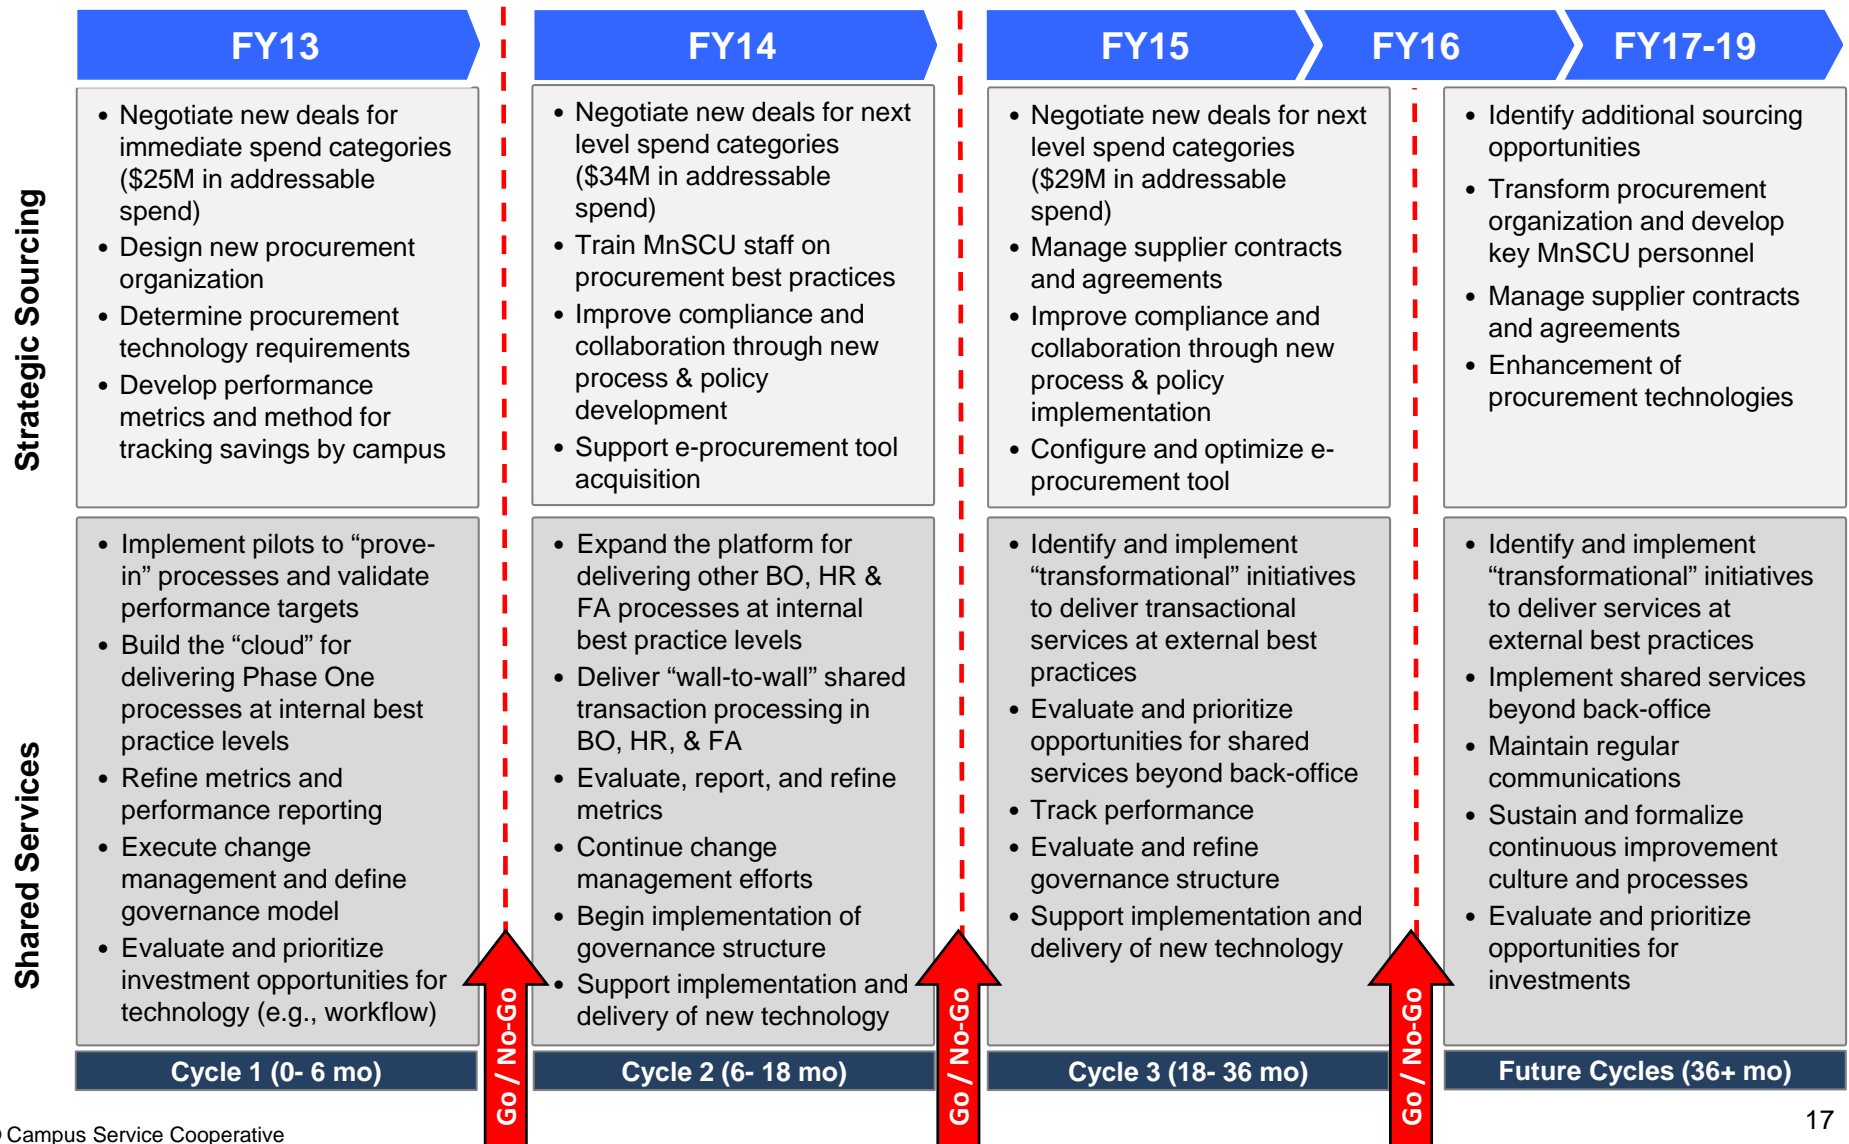 FY13
FY14
FY15
FY16
FY17-19
Strategic Sourcing
• Negotiate new deals for
immediate spend categories
($25M in addressable
spend)
• Design new procurement
organization
• Determine procurement
technology requirements
• Develop performance
metrics and method for
tracking savings by campus
• Negotiate new deals for next
level spend categories
($34M in addressable
spend)
• Train MnSCU staff on
procurement best practices
• Improve compliance and
collaboration through new
process & policy
development
• Support e-procurement tool
acquisition
• Negotiate new deals for next
level spend categories
($29M in addressable
spend)
• Manage supplier contracts
and agreements
• Improve compliance and
collaboration through new
process & policy
implementation
• Configure and optimize e-
procurement tool
• Identify additional sourcing
opportunities
• Transform procurement
organization and develop
key MnSCU personnel
• Manage supplier contracts
and agreements
• Enhancement of
procurement technologies
Shared Services
• Implement pilots to “prove-
in” processes and validate
performance targets
• Build the “cloud” for
delivering Phase One
processes at internal best
practice levels
• Refine metrics and
performance reporting
• Execute change
management and define
governance model
• Evaluate and prioritize
investment opportunities for
technology (e.g., workflow)
• Expand the platform for
delivering other BO, HR &
FA processes at internal
best practice levels
• Deliver “wall-to-wall” shared
transaction processing in
BO, HR, & FA
• Evaluate, report, and refine
metrics
• Continue change
management efforts
• Begin implementation of
governance structure
• Support implementation and
delivery of new technology
• Identify and implement
“transformational” initiatives
to deliver transactional
services at external best
practices
• Evaluate and prioritize
opportunities for shared
services beyond back-office
• Track performance
• Evaluate and refine
governance structure
• Support implementation and
delivery of new technology
• Identify and implement
“transformational” initiatives
to deliver services at
external best practices
• Implement shared services
beyond back-office
• Maintain regular
communications
• Sustain and formalize
continuous improvement
culture and processes
• Evaluate and prioritize
opportunities for
investments
Go / No-Go
Go / No-Go
Go / No-Go
Cycle 1 (0- 6 mo)
Cycle 2 (6- 18 mo)
Cycle 3 (18- 36 mo)
Future Cycles (36+ mo)
Campus Service Cooperative
17